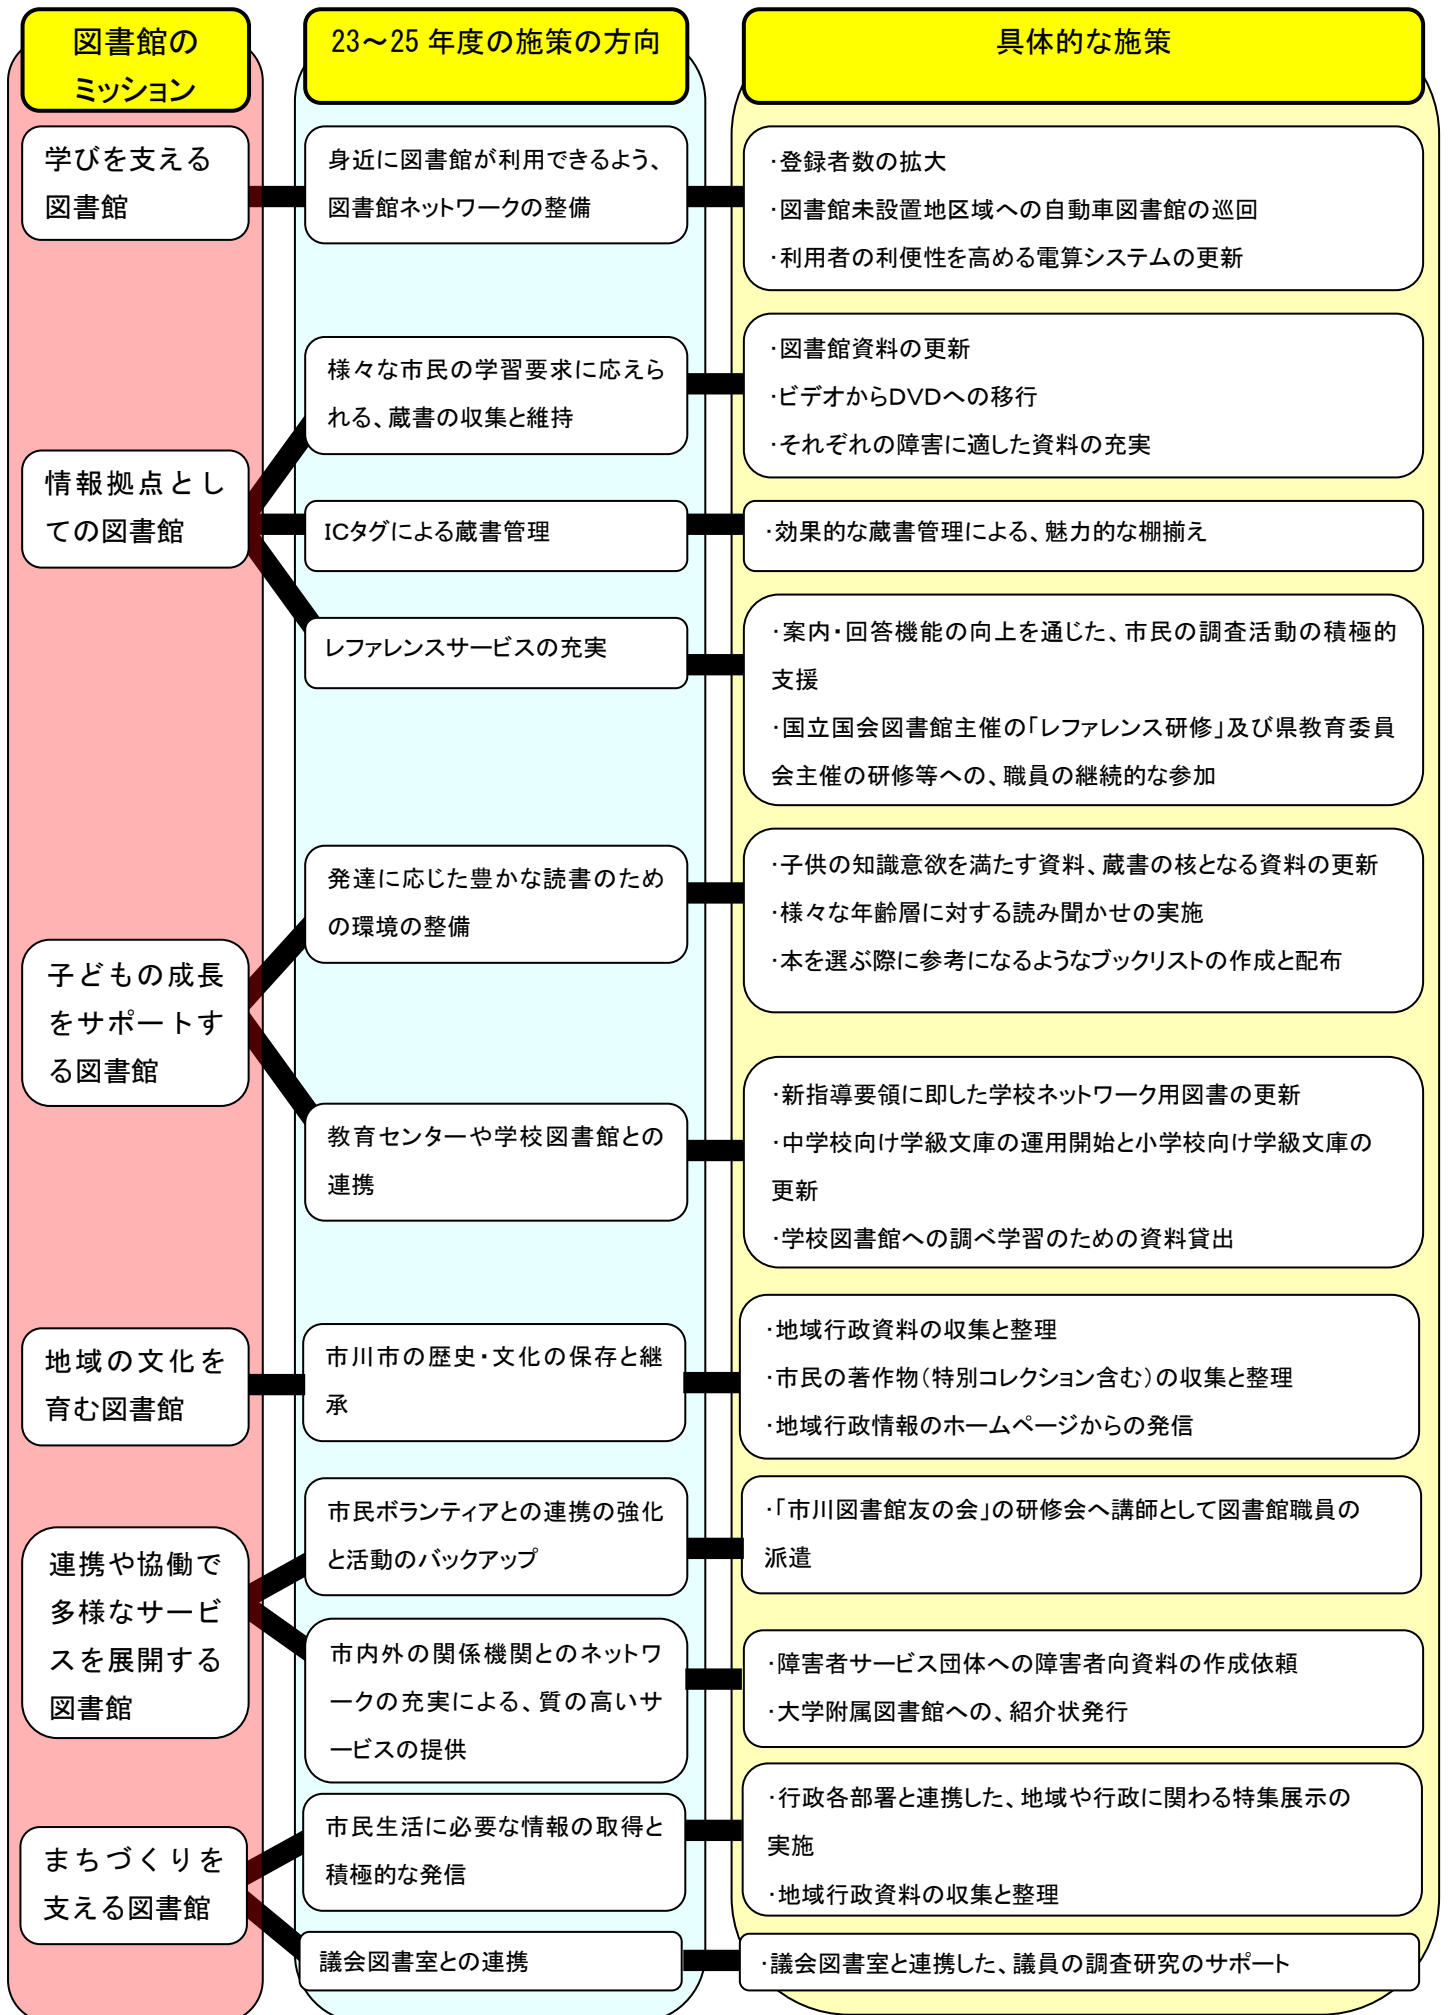 図書館の
ミッション
23～25 年度の施策の方向
具体的な施策
学びを支える
図書館
身近に図書館が利用できるよう、
図書館ネットワークの整備
・登録者数の拡大
・図書館未設置地区域への自動車図書館の巡回
・利用者の利便性を高める電算システムの更新
情報拠点とし
ての図書館
様々な市民の学習要求に応えら
れる、蔵書の収集と維持
・図書館資料の更新
・ビデオからDVDへの移行
・それぞれの障害に適した資料の充実
ICタグによる蔵書管理
・効果的な蔵書管理による、魅力的な棚揃え
レファレンスサービスの充実
・案内・回答機能の向上を通じた、市民の調査活動の積極的
支援
・国立国会図書館主催の「レファレンス研修」及び県教育委員
会主催の研修等への、職員の継続的な参加
子どもの成長
をサポートす
る図書館
発達に応じた豊かな読書のため
の環境の整備
・子供の知識意欲を満たす資料、蔵書の核となる資料の更新
・様々な年齢層に対する読み聞かせの実施
・本を選ぶ際に参考になるようなブックリストの作成と配布
教育センターや学校図書館との
連携
・新指導要領に即した学校ネットワーク用図書の更新
・中学校向け学級文庫の運用開始と小学校向け学級文庫の
更新
・学校図書館への調べ学習のための資料貸出
地域の文化を
育む図書館
市川市の歴史・文化の保存と継
承
・地域行政資料の収集と整理
・市民の著作物（特別コレクション含む）の収集と整理
・地域行政情報のホームページからの発信
連携や協働で
多様なサービ
スを展開する
図書館
市民ボランティアとの連携の強化
と活動のバックアップ
・「市川図書館友の会」の研修会へ講師として図書館職員の
派遣
市内外の関係機関とのネットワ
ークの充実による、質の高いサ
ービスの提供
・障害者サービス団体への障害者向資料の作成依頼
・大学附属図書館への、紹介状発行
まちづくりを
支える図書館
市民生活に必要な情報の取得と
積極的な発信
・行政各部署と連携した、地域や行政に関わる特集展示の
実施
・地域行政資料の収集と整理
議会図書室との連携
・議会図書室と連携した、議員の調査研究のサポート